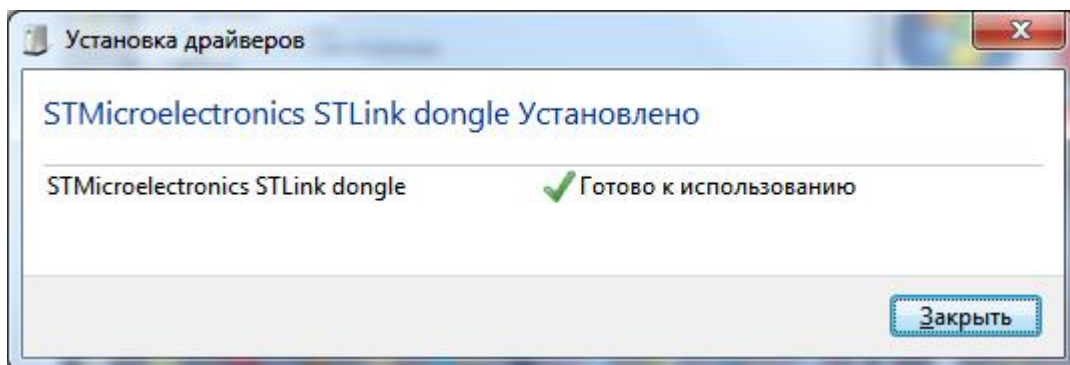 Установка драйверов
STMicroelectronics STLink dongle Установлено
STMicroelectronics STLink dongle Готово к использованию
Закрыть